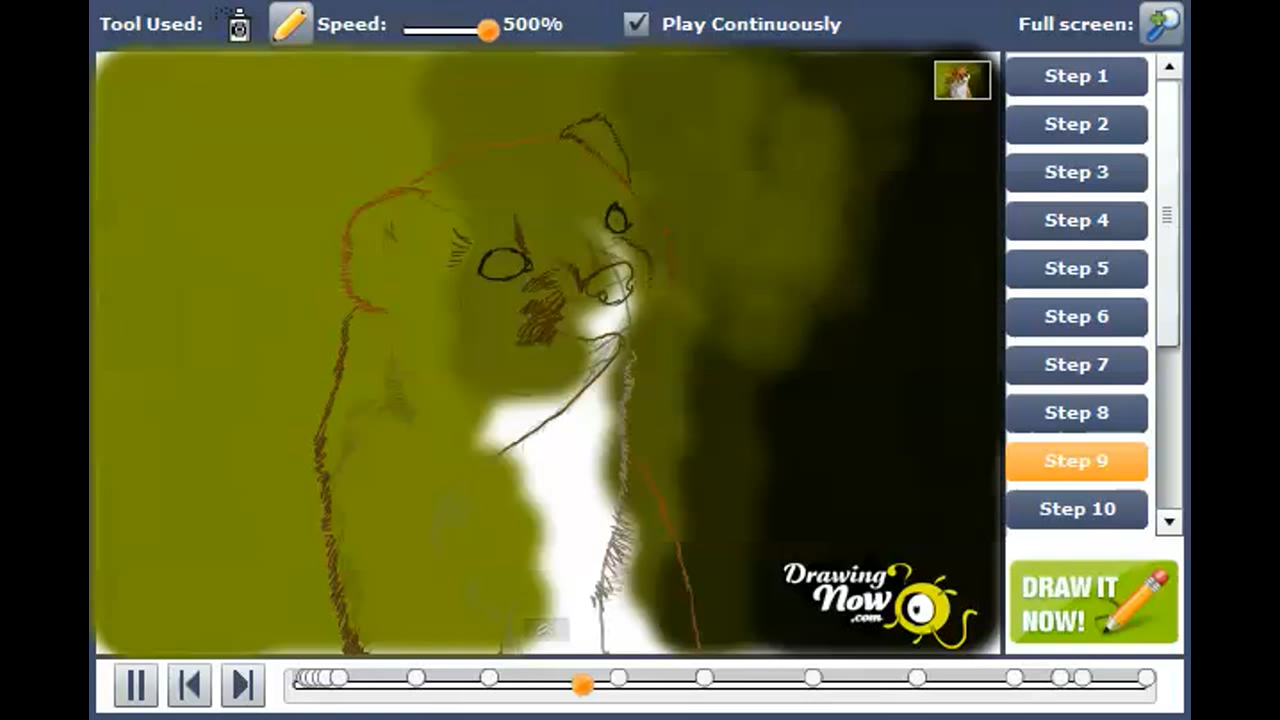 Tool Used:
Speed:
500%
Play Continuously
Full screen:
Step 1
Step 2
Step 3
Step 4
Step 5
Step 6
Step 7
Step 8
Step 9
Step 10
Drawing
Now
.com
DRAW IT
NOW!